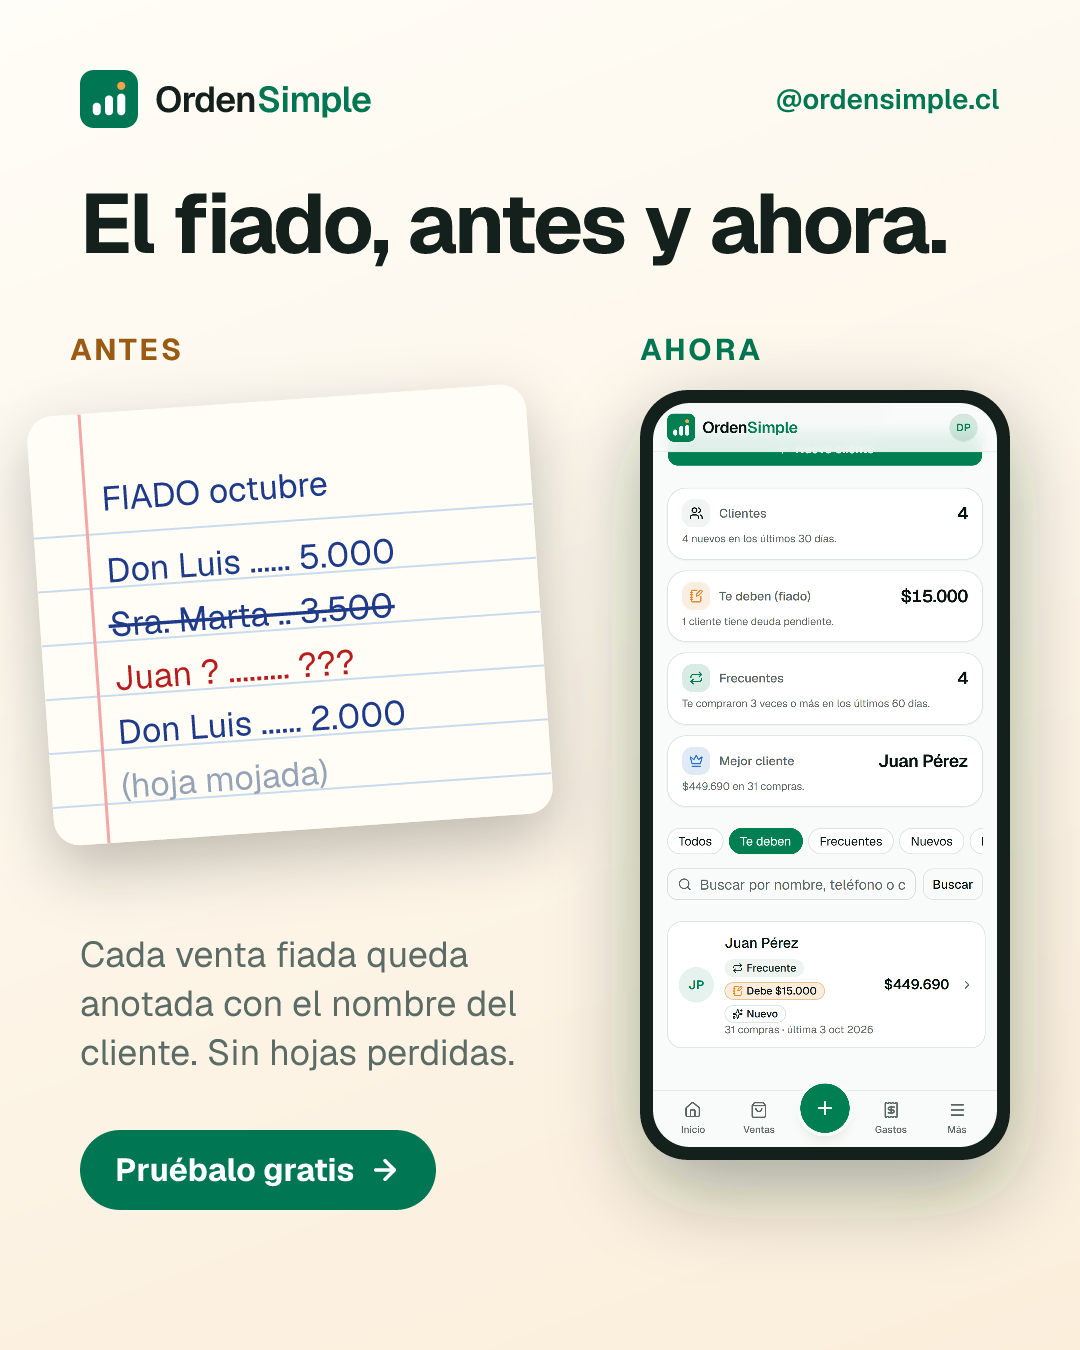 OrdenSimple
@ordensimple.cl
El fiado, antes y ahora.
ANTES
FIADO octubre
Don Luis ...... 5.000
Sra. Marta .. 3.500
Juan ? ......... ???
Don Luis ...... 2.000
(hoja mojada)
Cada venta fiada queda
anotada con el nombre del
cliente. Sin hojas perdidas.
Pruébalo gratis →
AHORA
OrdenSimple
DP
Clientes
4
4 nuevos en los últimos 30 días.
Te deben (fiado)
$15.000
1 cliente tiene deuda pendiente.
Frecuentes
4
Te compraron 3 veces o más en los últimos 60 días.
Mejor cliente
Juan Pérez
$449.690 en 31 compras.
Todos
Te deben
Frecuentes
Nuevos
Buscar por nombre, teléfono o c
Buscar
Juan Pérez
JP
Frecuente
Debe $15.000
Nuevo
$449.690
31 compras · última 3 oct 2026
Inicio
Ventas
+
Gastos
Más